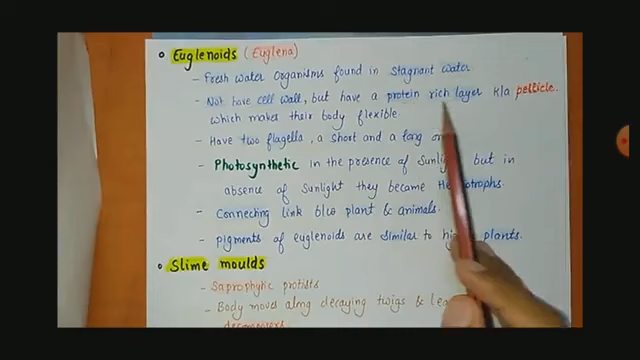 Euglenoids (Euglena)
- Fresh water Organisms found in stagnant water
- Not have cell wall, but have a protein rich layer k/a pellicle
which makes their body flexible.
- Have two flagella, a short and a long
- Photosynthetic in the presence of Sunlight but in
absence of Sunlight they became
- Connecting link b/w plant & animals.
- pigments of euglenoids are similar to plants.
Slime moulds
- Saprophytic protists
- Body moves along decaying twigs &
decomposers